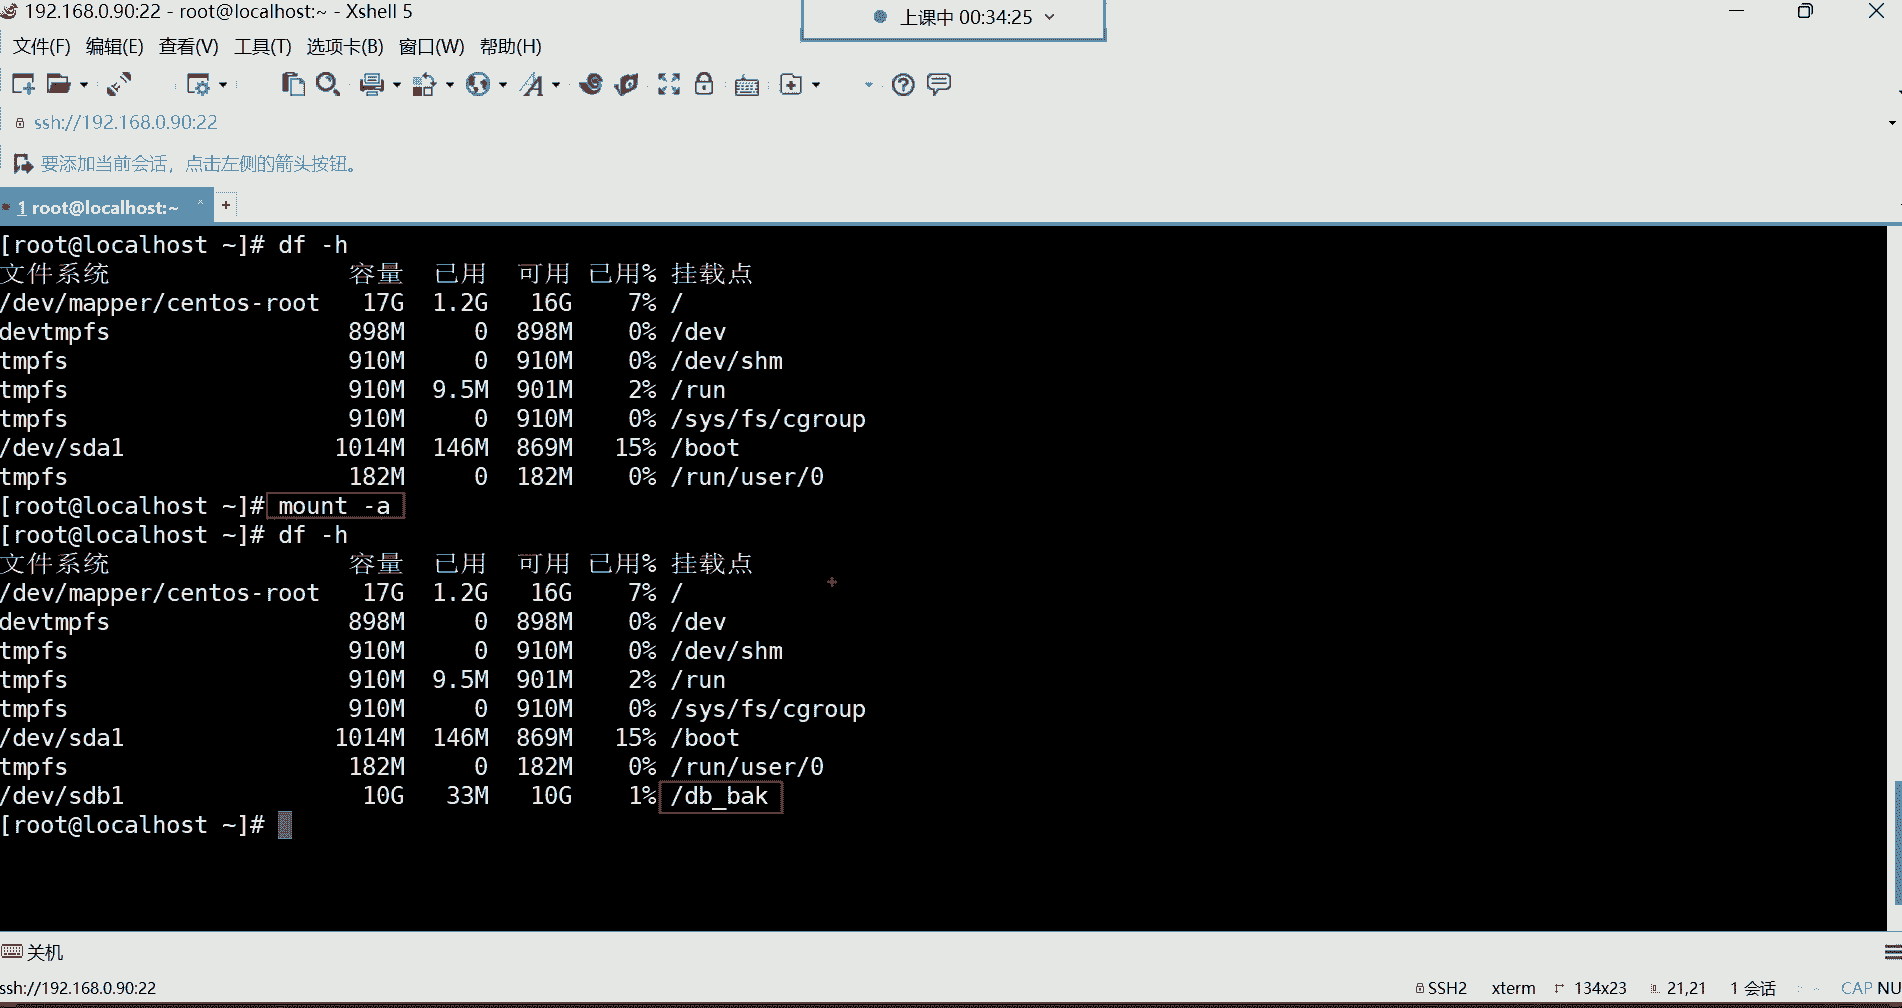 192.168.0.90:22 - root@localhost:~ - Xshell 5
上课中 00:34:25
文件(F) 编辑(E) 查看(V) 工具(T) 选项卡(B) 窗口(W) 帮助(H)
ssh://192.168.0.90:22
要添加当前会话，点击左侧的箭头按钮。
1 root@localhost:~
[root@localhost ~]# df -h
文件系统 容量 已用 可用 已用% 挂载点
/dev/mapper/centos-root 17G 1.2G 16G 7% /
devtmpfs 898M 0 898M 0% /dev
tmpfs 910M 0 910M 0% /dev/shm
tmpfs 910M 9.5M 901M 2% /run
tmpfs 910M 0 910M 0% /sys/fs/cgroup
/dev/sda1 1014M 146M 869M 15% /boot
tmpfs 182M 0 182M 0% /run/user/0
[root@localhost ~]# mount -a
[root@localhost ~]# df -h
文件系统 容量 已用 可用 已用% 挂载点
/dev/mapper/centos-root 17G 1.2G 16G 7% /
devtmpfs 898M 0 898M 0% /dev
tmpfs 910M 0 910M 0% /dev/shm
tmpfs 910M 9.5M 901M 2% /run
tmpfs 910M 0 910M 0% /sys/fs/cgroup
/dev/sda1 1014M 146M 869M 15% /boot
tmpfs 182M 0 182M 0% /run/user/0
/dev/sdb1 10G 33M 10G 1% /db_bak
[root@localhost ~]#
关机
ssh://192.168.0.90:22 SSH2 xterm 134x23 21,21 1 会话 CAP NU